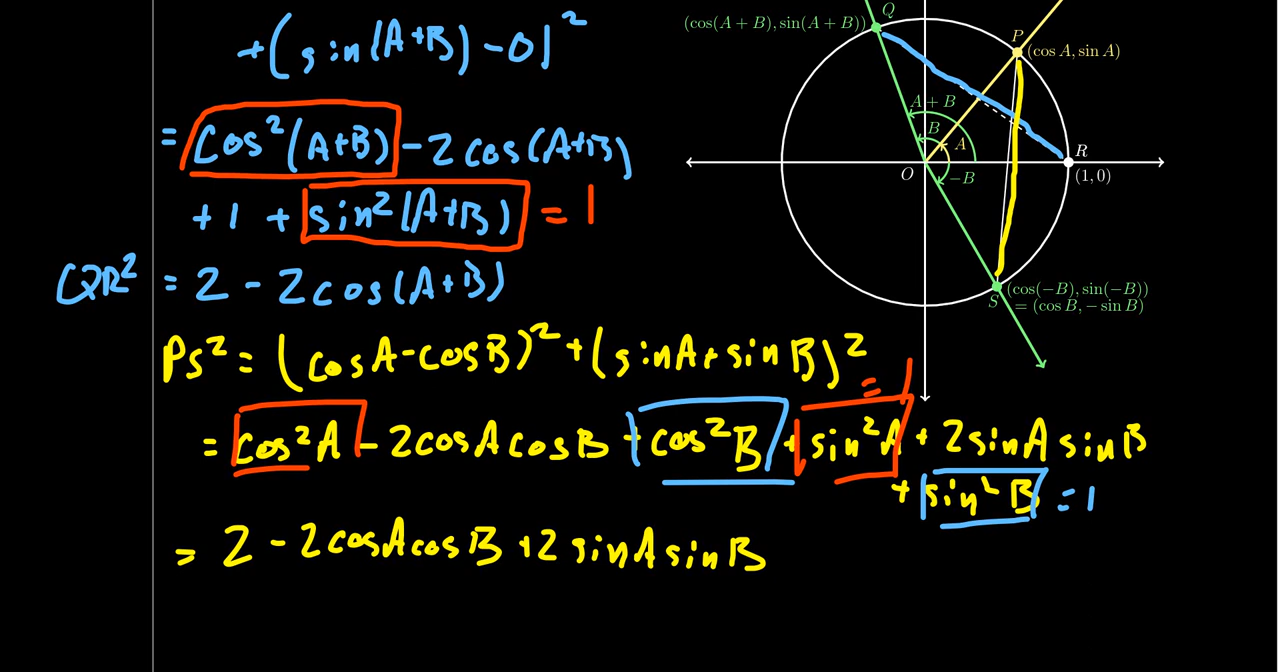 +(sin(A+B)-0)²
= cos²(A+B) - 2cos(A+B)
+ 1 + sin²(A+B) = 1
QR² = 2 - 2cos(A+B)
PS² = (cosA-cosB)² + (sinA+sinB)²
= 1
= cos²A - 2cosAcosB + cos²B + sin²A + 2sinAsinB
+ sin²B = 1
= 2 - 2cosAcosB + 2sinAsinB
Q
(cos(A + B), sin(A + B))
P
(cos A, sin A)
A + B
B
A
R
O
−B
(1, 0)
(cos(−B), sin(−B))
S
= (cos B, − sin B)